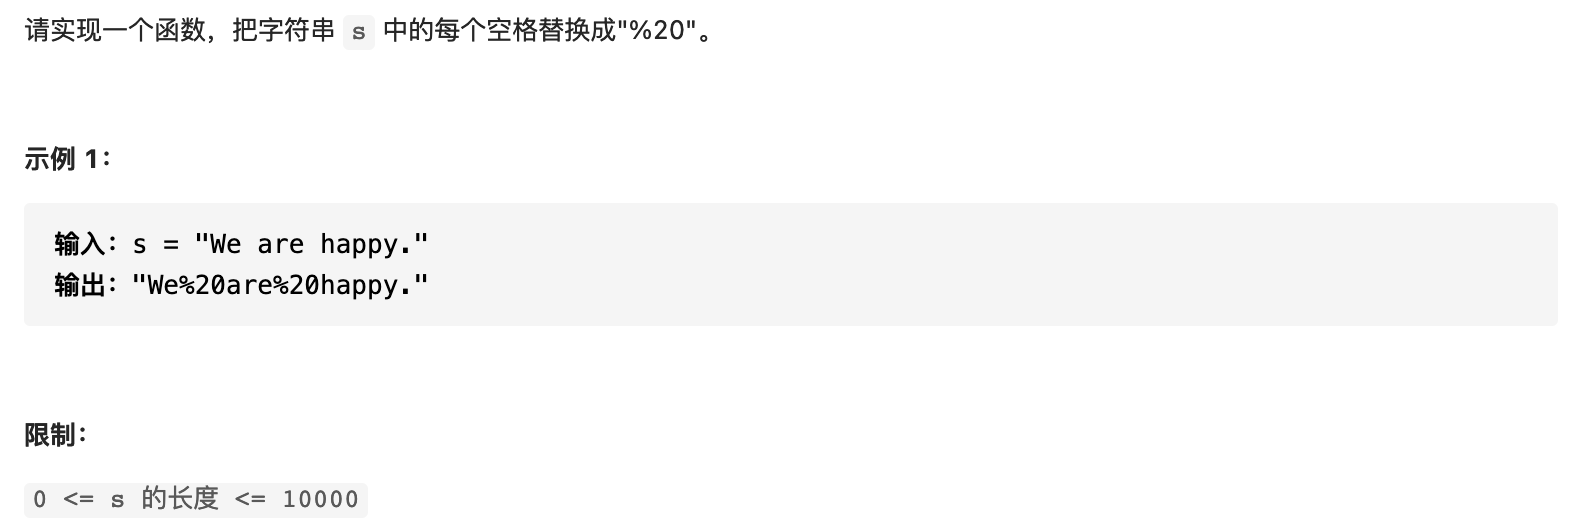 请实现一个函数，把字符串 s 中的每个空格替换成"%20"。
示例 1：
输入：s = "We are happy."
输出："We%20are%20happy."
限制：
0 <= s 的长度 <= 10000